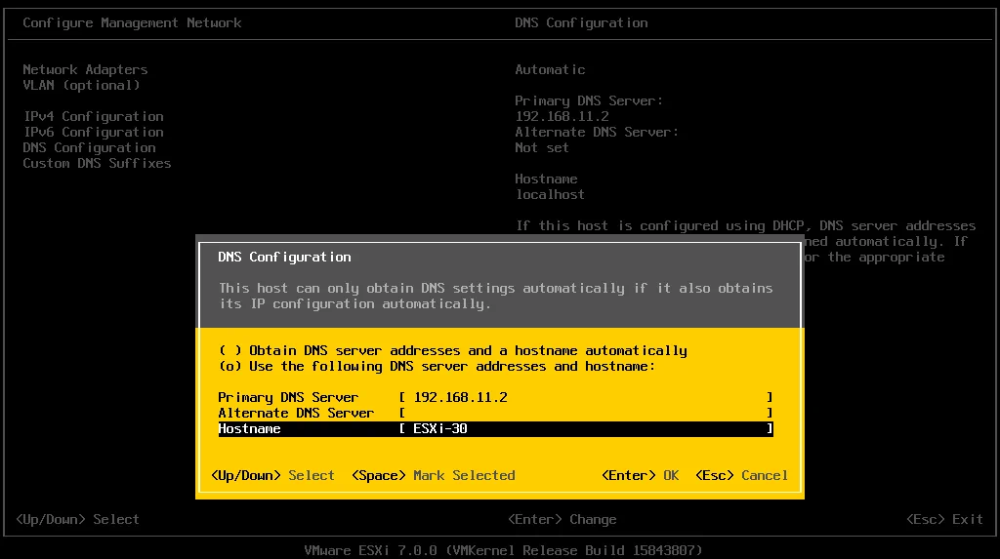 Configure Management Network
DNS Configuration
Network Adapters
VLAN (optional)
IPv4 Configuration
IPv6 Configuration
DNS Configuration
Custom DNS Suffixes
Automatic
Primary DNS Server:
192.168.11.2
Alternate DNS Server:
Not set
Hostname
localhost
If this host is configured using DHCP, DNS server addresses
ned automatically. If
or the appropriate
DNS Configuration
This host can only obtain DNS settings automatically if it also obtains
its IP configuration automatically.
( ) Obtain DNS server addresses and a hostname automatically
(o) Use the following DNS server addresses and hostname:
Primary DNS Server [ 192.168.11.2 ]
Alternate DNS Server [ ]
Hostname [ ESXi-30 ]
<Up/Down> Select <Space> Mark Selected <Enter> OK <Esc> Cancel
<Up/Down> Select <Enter> Change <Esc> Exit
VMware ESXi 7.0.0 (VMKernel Release Build 15843807)